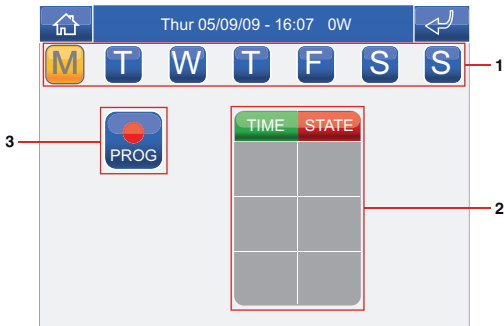 Thur 05/09/09 - 16:07 0W
M T W T F S S
1
3
PROG
TIME STATE
2